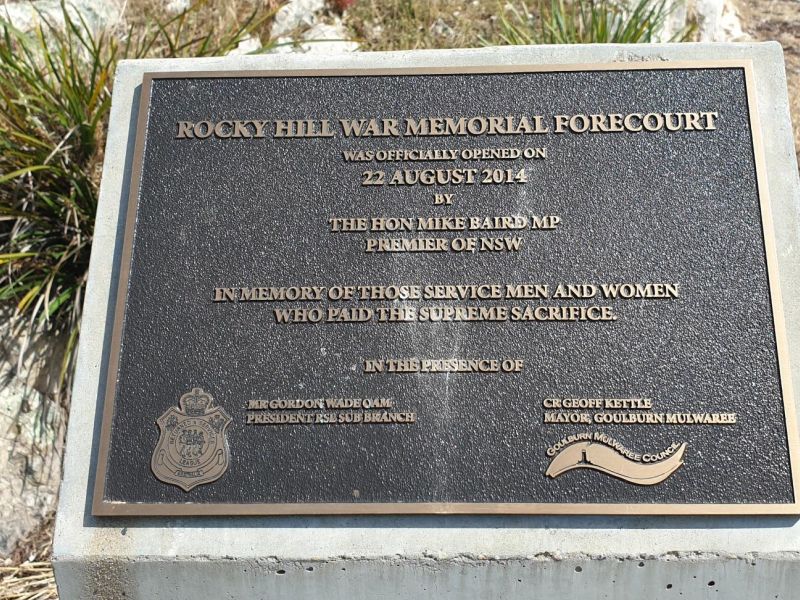 ROCKY HILL WAR MEMORIAL FORECOURT
WAS OFFICIALLY OPENED ON
22 AUGUST 2014
BY
THE HON MIKE BAIRD MP
PREMIER OF NSW
IN MEMORY OF THOSE SERVICE MEN AND WOMEN
WHO PAID THE SUPREME SACRIFICE.
IN THE PRESENCE OF
MR GORDON WADE OAM
PRESIDENT RSL SUB BRANCH
CR GEOFF KETTLE
MAYOR, GOULBURN MULWAREE
LEAGUE
GOULBURN MULWAREE COUNCIL